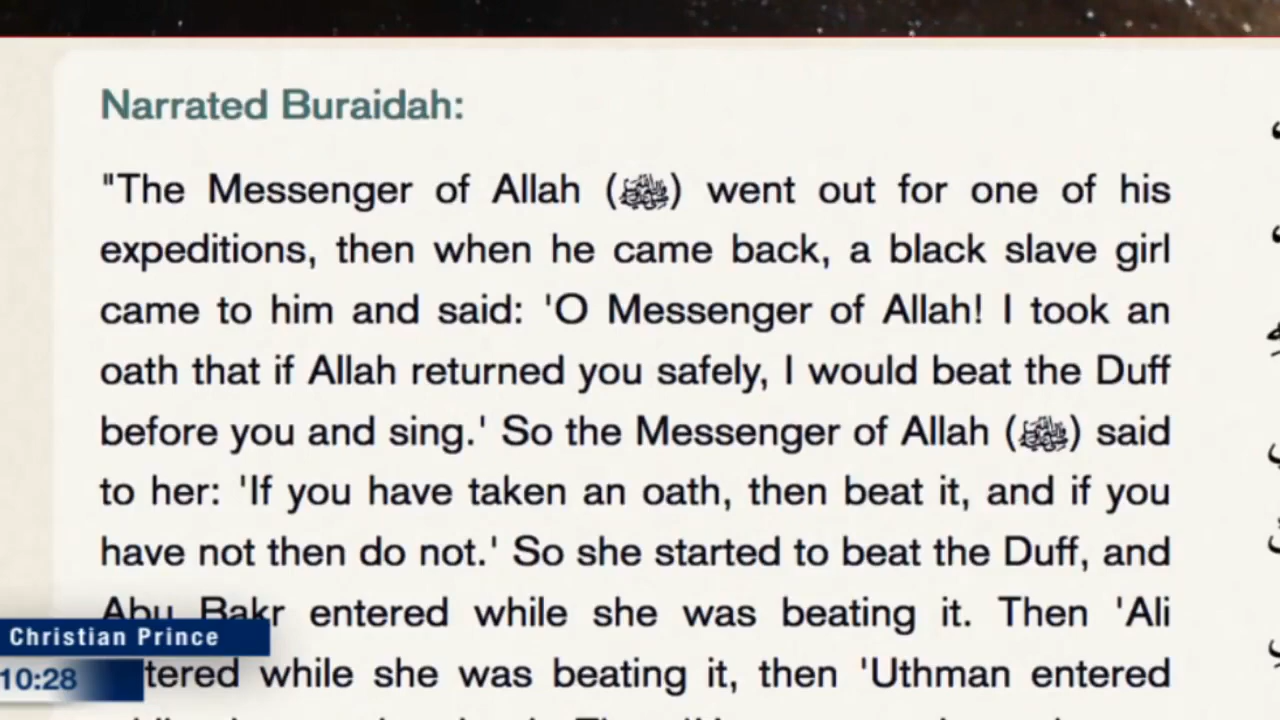 Narrated Buraidah:
"The Messenger of Allah (ﷺ) went out for one of his
expeditions, then when he came back, a black slave girl
came to him and said: 'O Messenger of Allah! I took an
oath that if Allah returned you safely, I would beat the Duff
before you and sing.' So the Messenger of Allah (ﷺ) said
to her: 'If you have taken an oath, then beat it, and if you
have not then do not.' So she started to beat the Duff, and
Abu Bakr entered while she was beating it. Then 'Ali
while she was beating it, then 'Uthman entered
Christian Prince
10:28